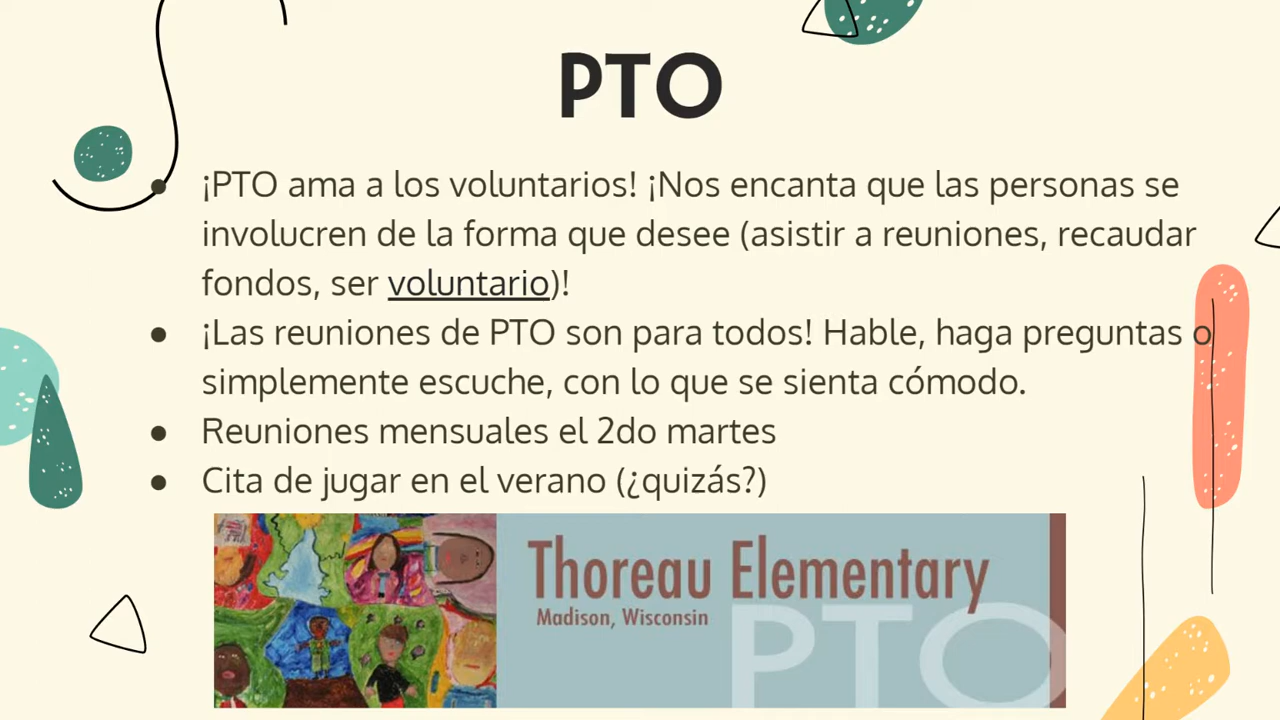 PTO
● ¡PTO ama a los voluntarios! ¡Nos encanta que las personas se
involucren de la forma que desee (asistir a reuniones, recaudar
fondos, ser voluntario)!
● ¡Las reuniones de PTO son para todos! Hable, haga preguntas o
simplemente escuche, con lo que se sienta cómodo.
● Reuniones mensuales el 2do martes
● Cita de jugar en el verano (¿quizás?)
Thoreau Elementary
Madison, Wisconsin
PTO